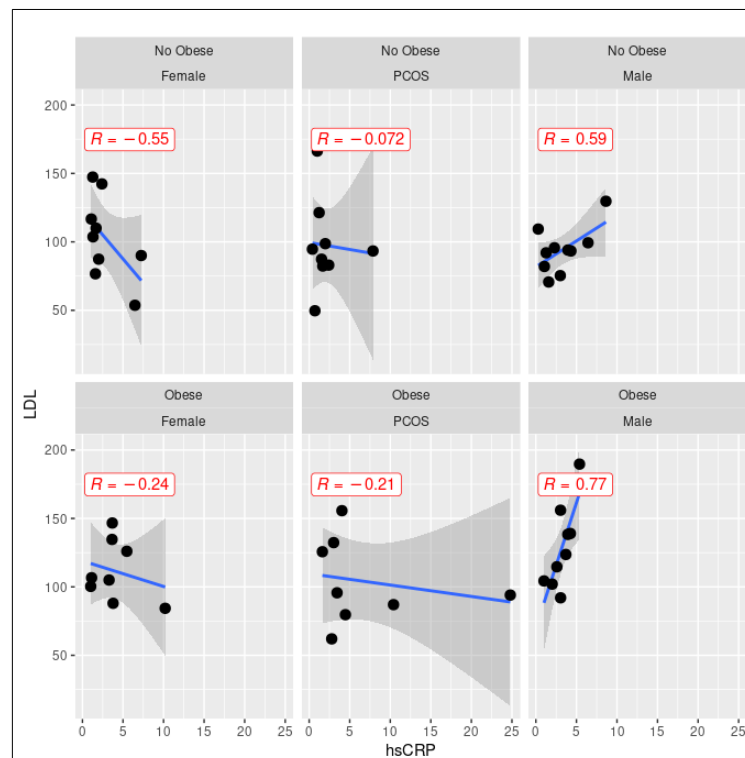 No Obese No Obese No Obese
Female PCOS Male
200
150
100
50
R = −0.55
R = −0.072
R = 0.59
LDL
Obese Obese Obese
Female PCOS Male
200
150
100
50
R = −0.24
R = −0.21
R = 0.77
0 5 10 15 20 25 0 5 10 15 20 25 0 5 10 15 20 25
hsCRP